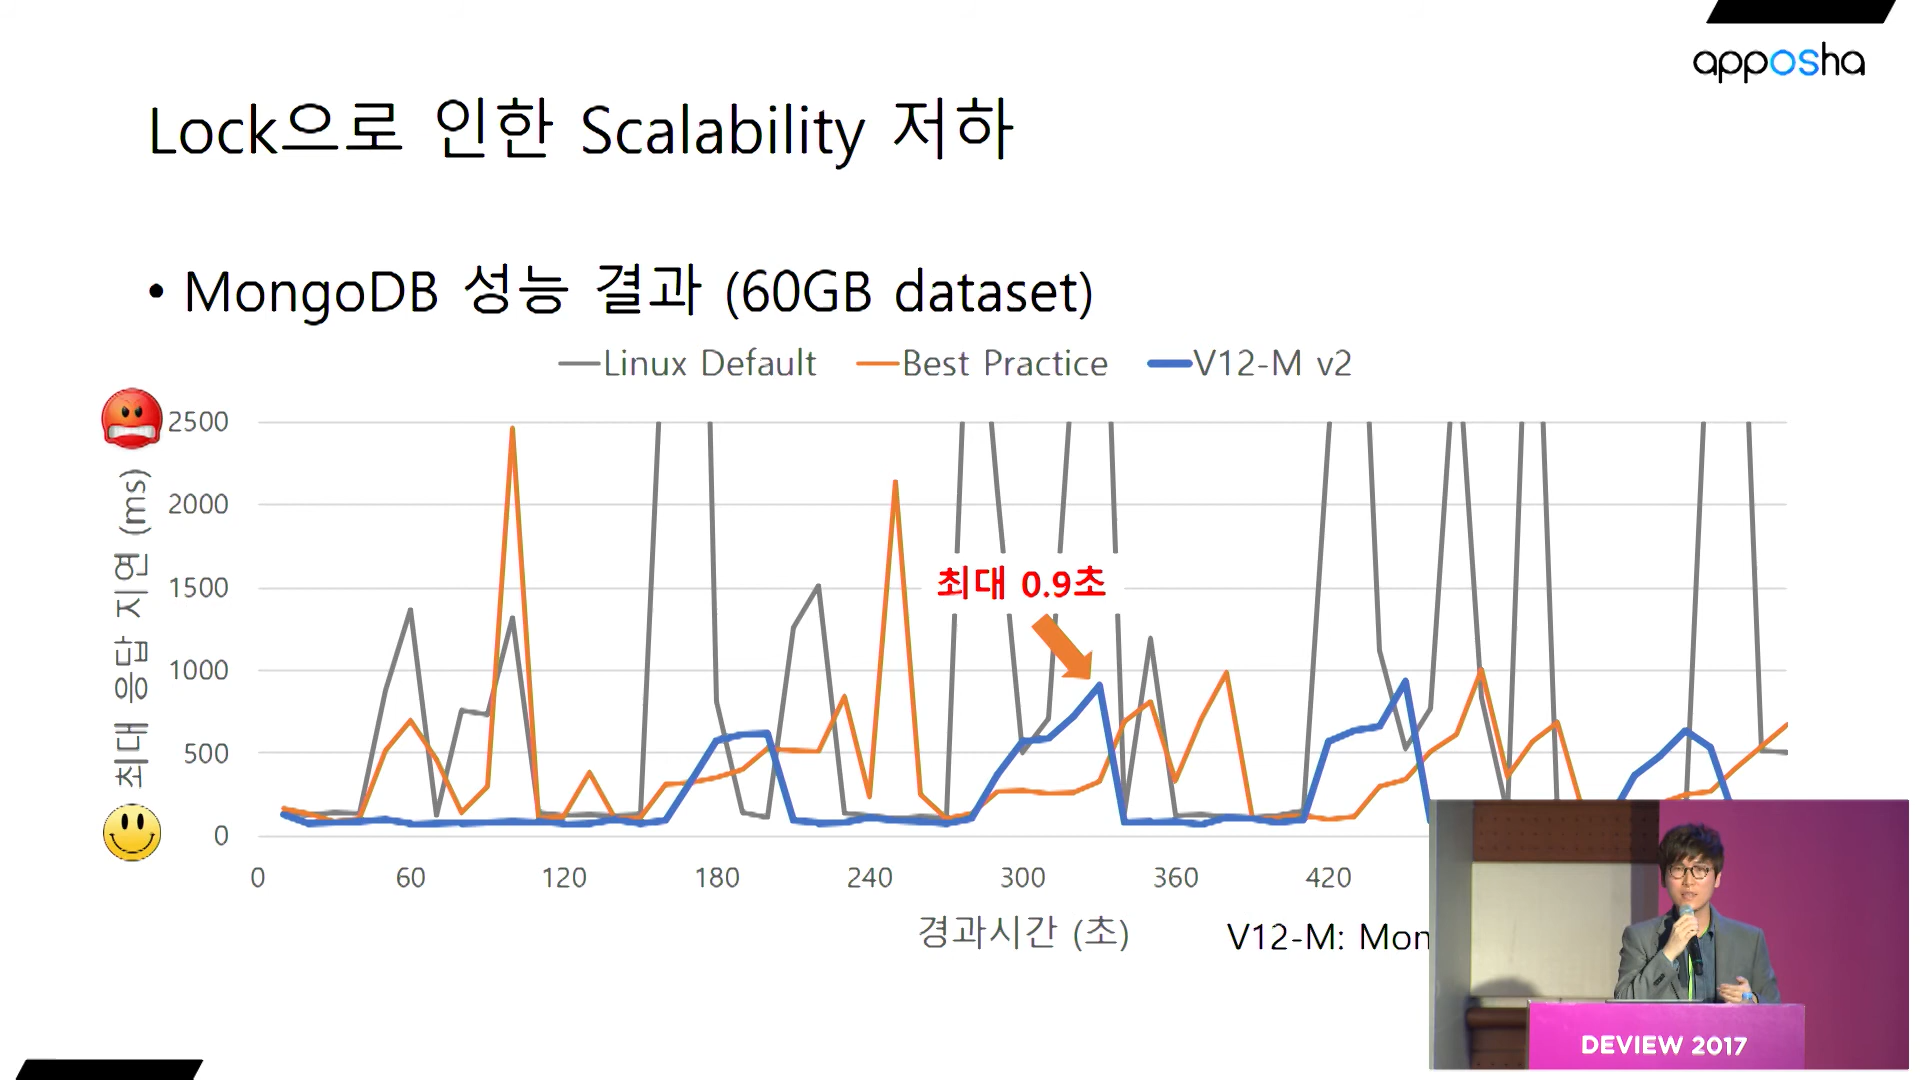 apposha
Lock으로 인한 Scalability 저하
• MongoDB 성능 결과 (60GB dataset)
Linux Default Best Practice V12-M v2
최대 응답 지연 (ms)
2500
2000
1500
1000
500
0
최대 0.9초
0 60 120 180 240 300 360 420
경과시간 (초)
V12-M: Mon
DEVIEW 2017